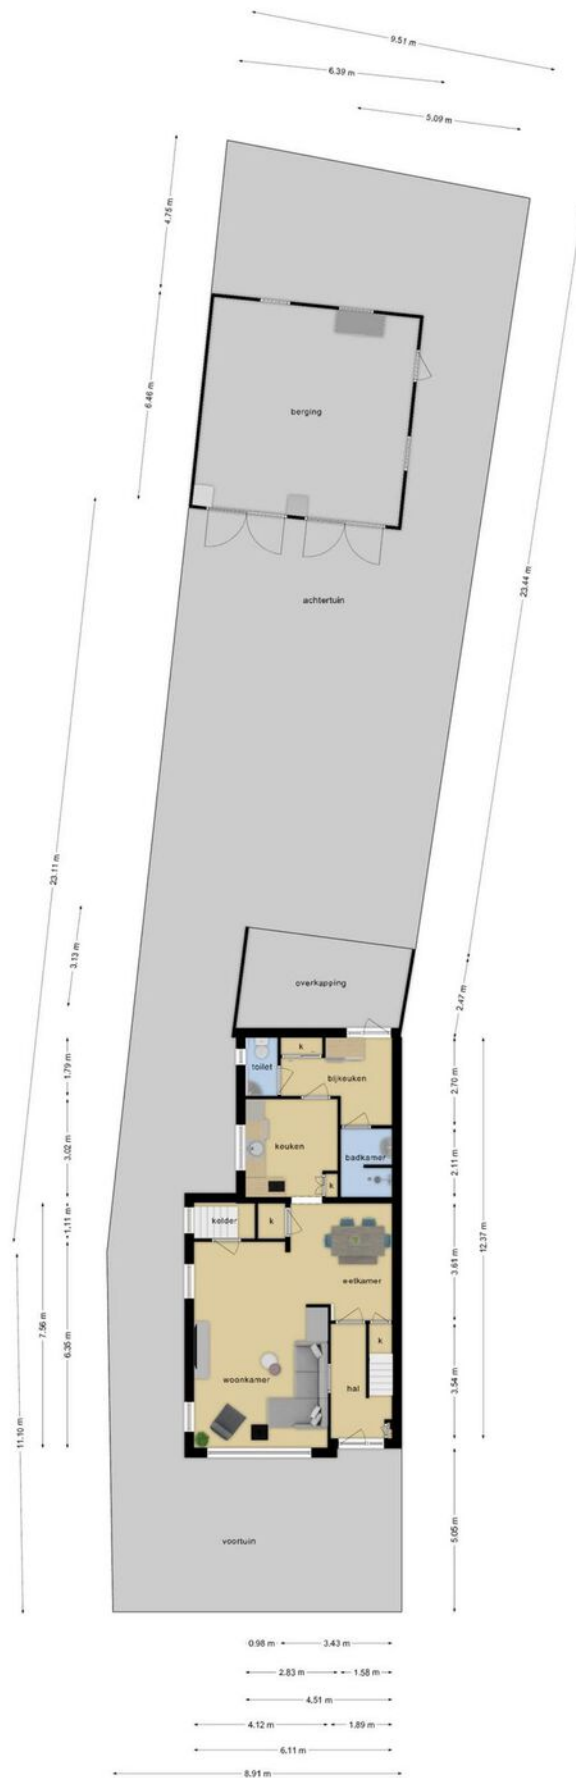 9.51 m
6.39 m
5.09 m
4.75 m
6.46 m
berging
23.44 m
achtertuin
23.11 m
3.13 m
2.47 m
overkapping
k
toilet
bijkeuken
1.79 m
2.70 m
keuken
badkamer
3.02 m
2.11 m
k
kelder
k
1.11 m
12.37 m
3.61 m
wetkamer
7.56 m
6.35 m
k
woonkamer
hal
3.54 m
11.10 m
voortuin
5.05 m
0.98 m
3.43 m
2.83 m
1.58 m
4.51 m
4.12 m
1.89 m
6.11 m
8.91 m